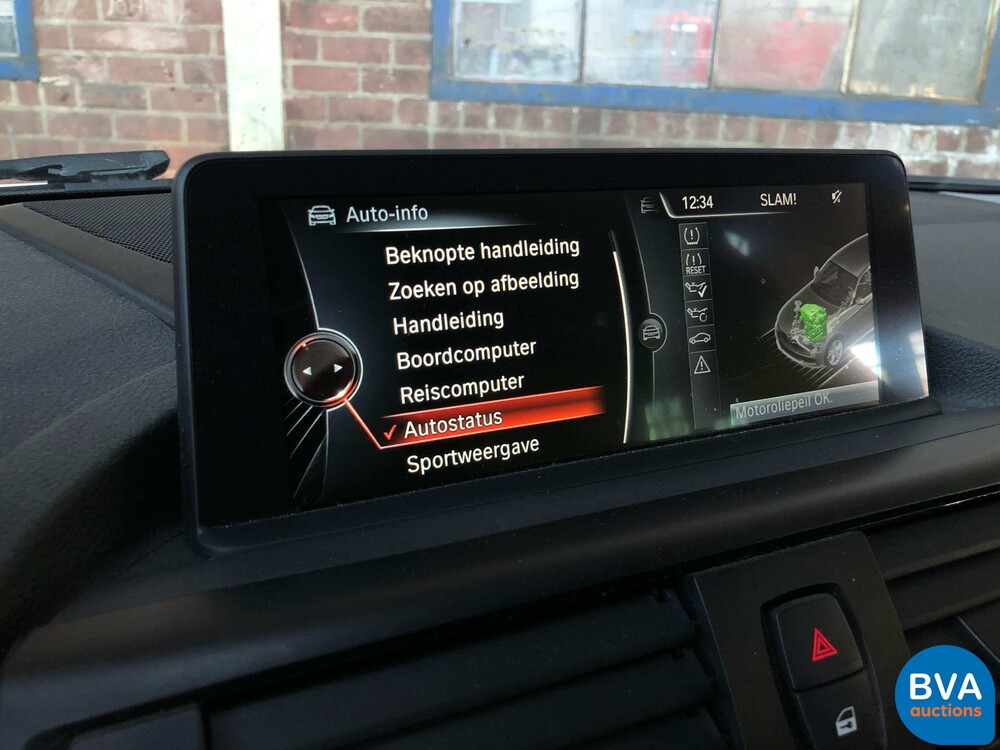 Auto-info
Beknopte handleiding
Zoeken op afbeelding
Handleiding
Boordcomputer
Reiscomputer
Autostatus
Sportweergave
12:34 SLAM!
RESET
Motoroliepeil OK.
BVA
auctions